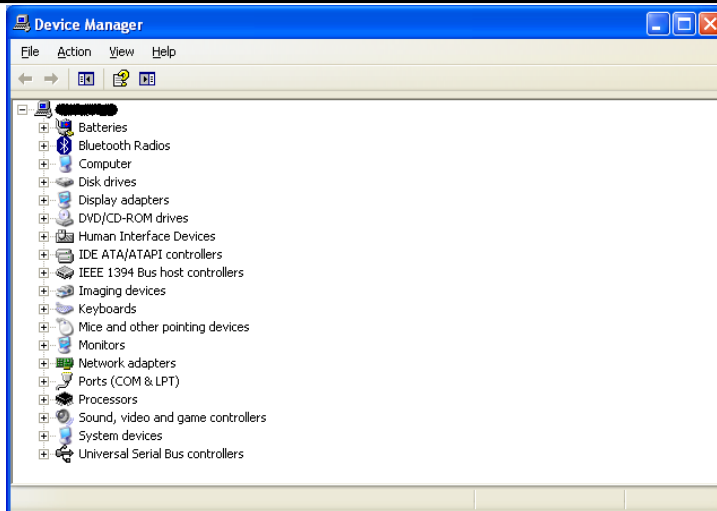 Device Manager
File Action View Help
Batteries
Bluetooth Radios
Computer
Disk drives
Display adapters
DVD/CD-ROM drives
Human Interface Devices
IDE ATA/ATAPI controllers
IEEE 1394 Bus host controllers
Imaging devices
Keyboards
Mice and other pointing devices
Monitors
Network adapters
Ports (COM & LPT)
Processors
Sound, video and game controllers
System devices
Universal Serial Bus controllers